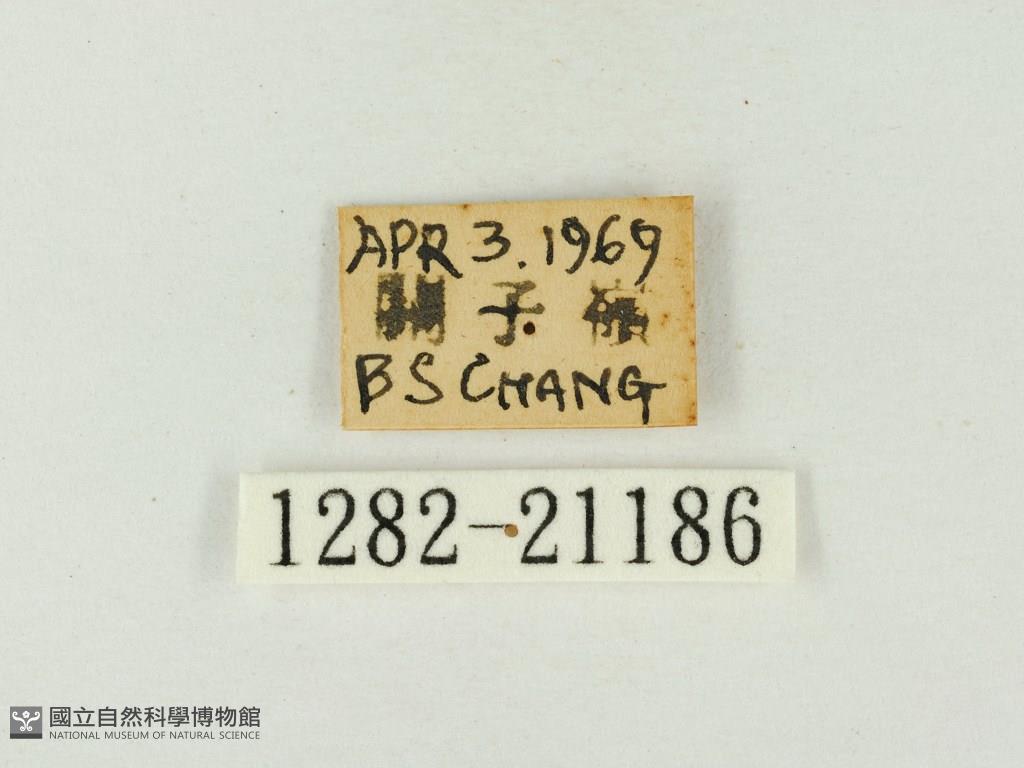 APR 3. 1969
關子嶺
BS CHANG
1282-21186
國立自然科學博物館
NATIONAL MUSEUM OF NATURAL SCIENCE